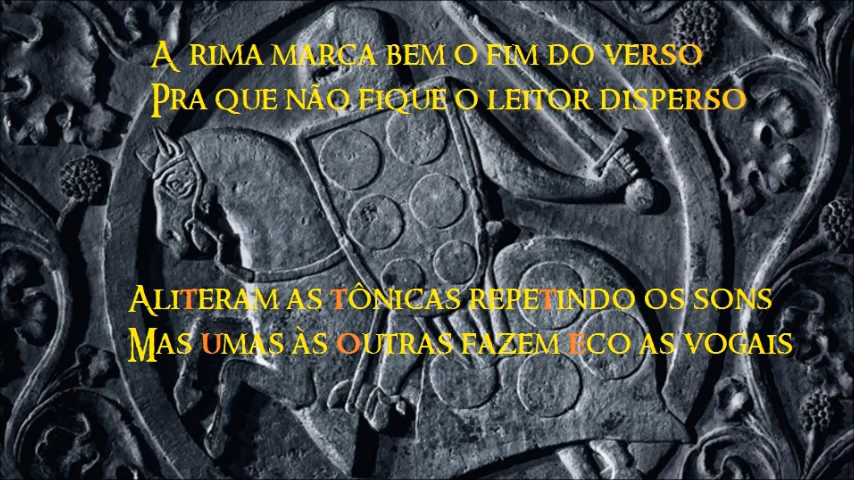 A rima marca bem o fim do verso
Pra que não fique o leitor disperso
Aliteram as tônicas repetindo os sons
Mas umas às outras fazem eco as vogais